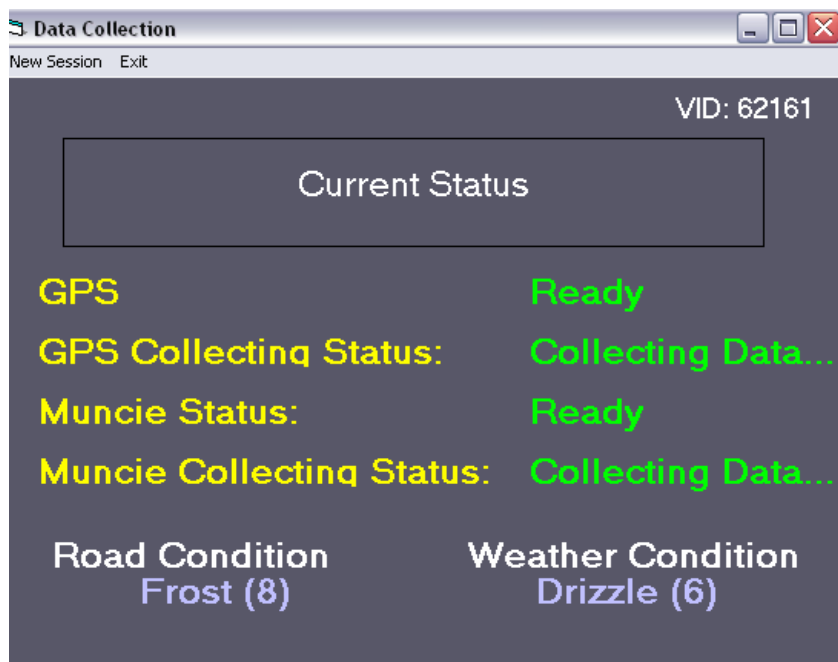 Data Collection
New Session Exit
VID: 62161
Current Status
GPS Ready
GPS Collecting Status: Collecting Data...
Muncie Status: Ready
Muncie Collecting Status: Collecting Data...
Road Condition Weather Condition
Frost (8) Drizzle (6)